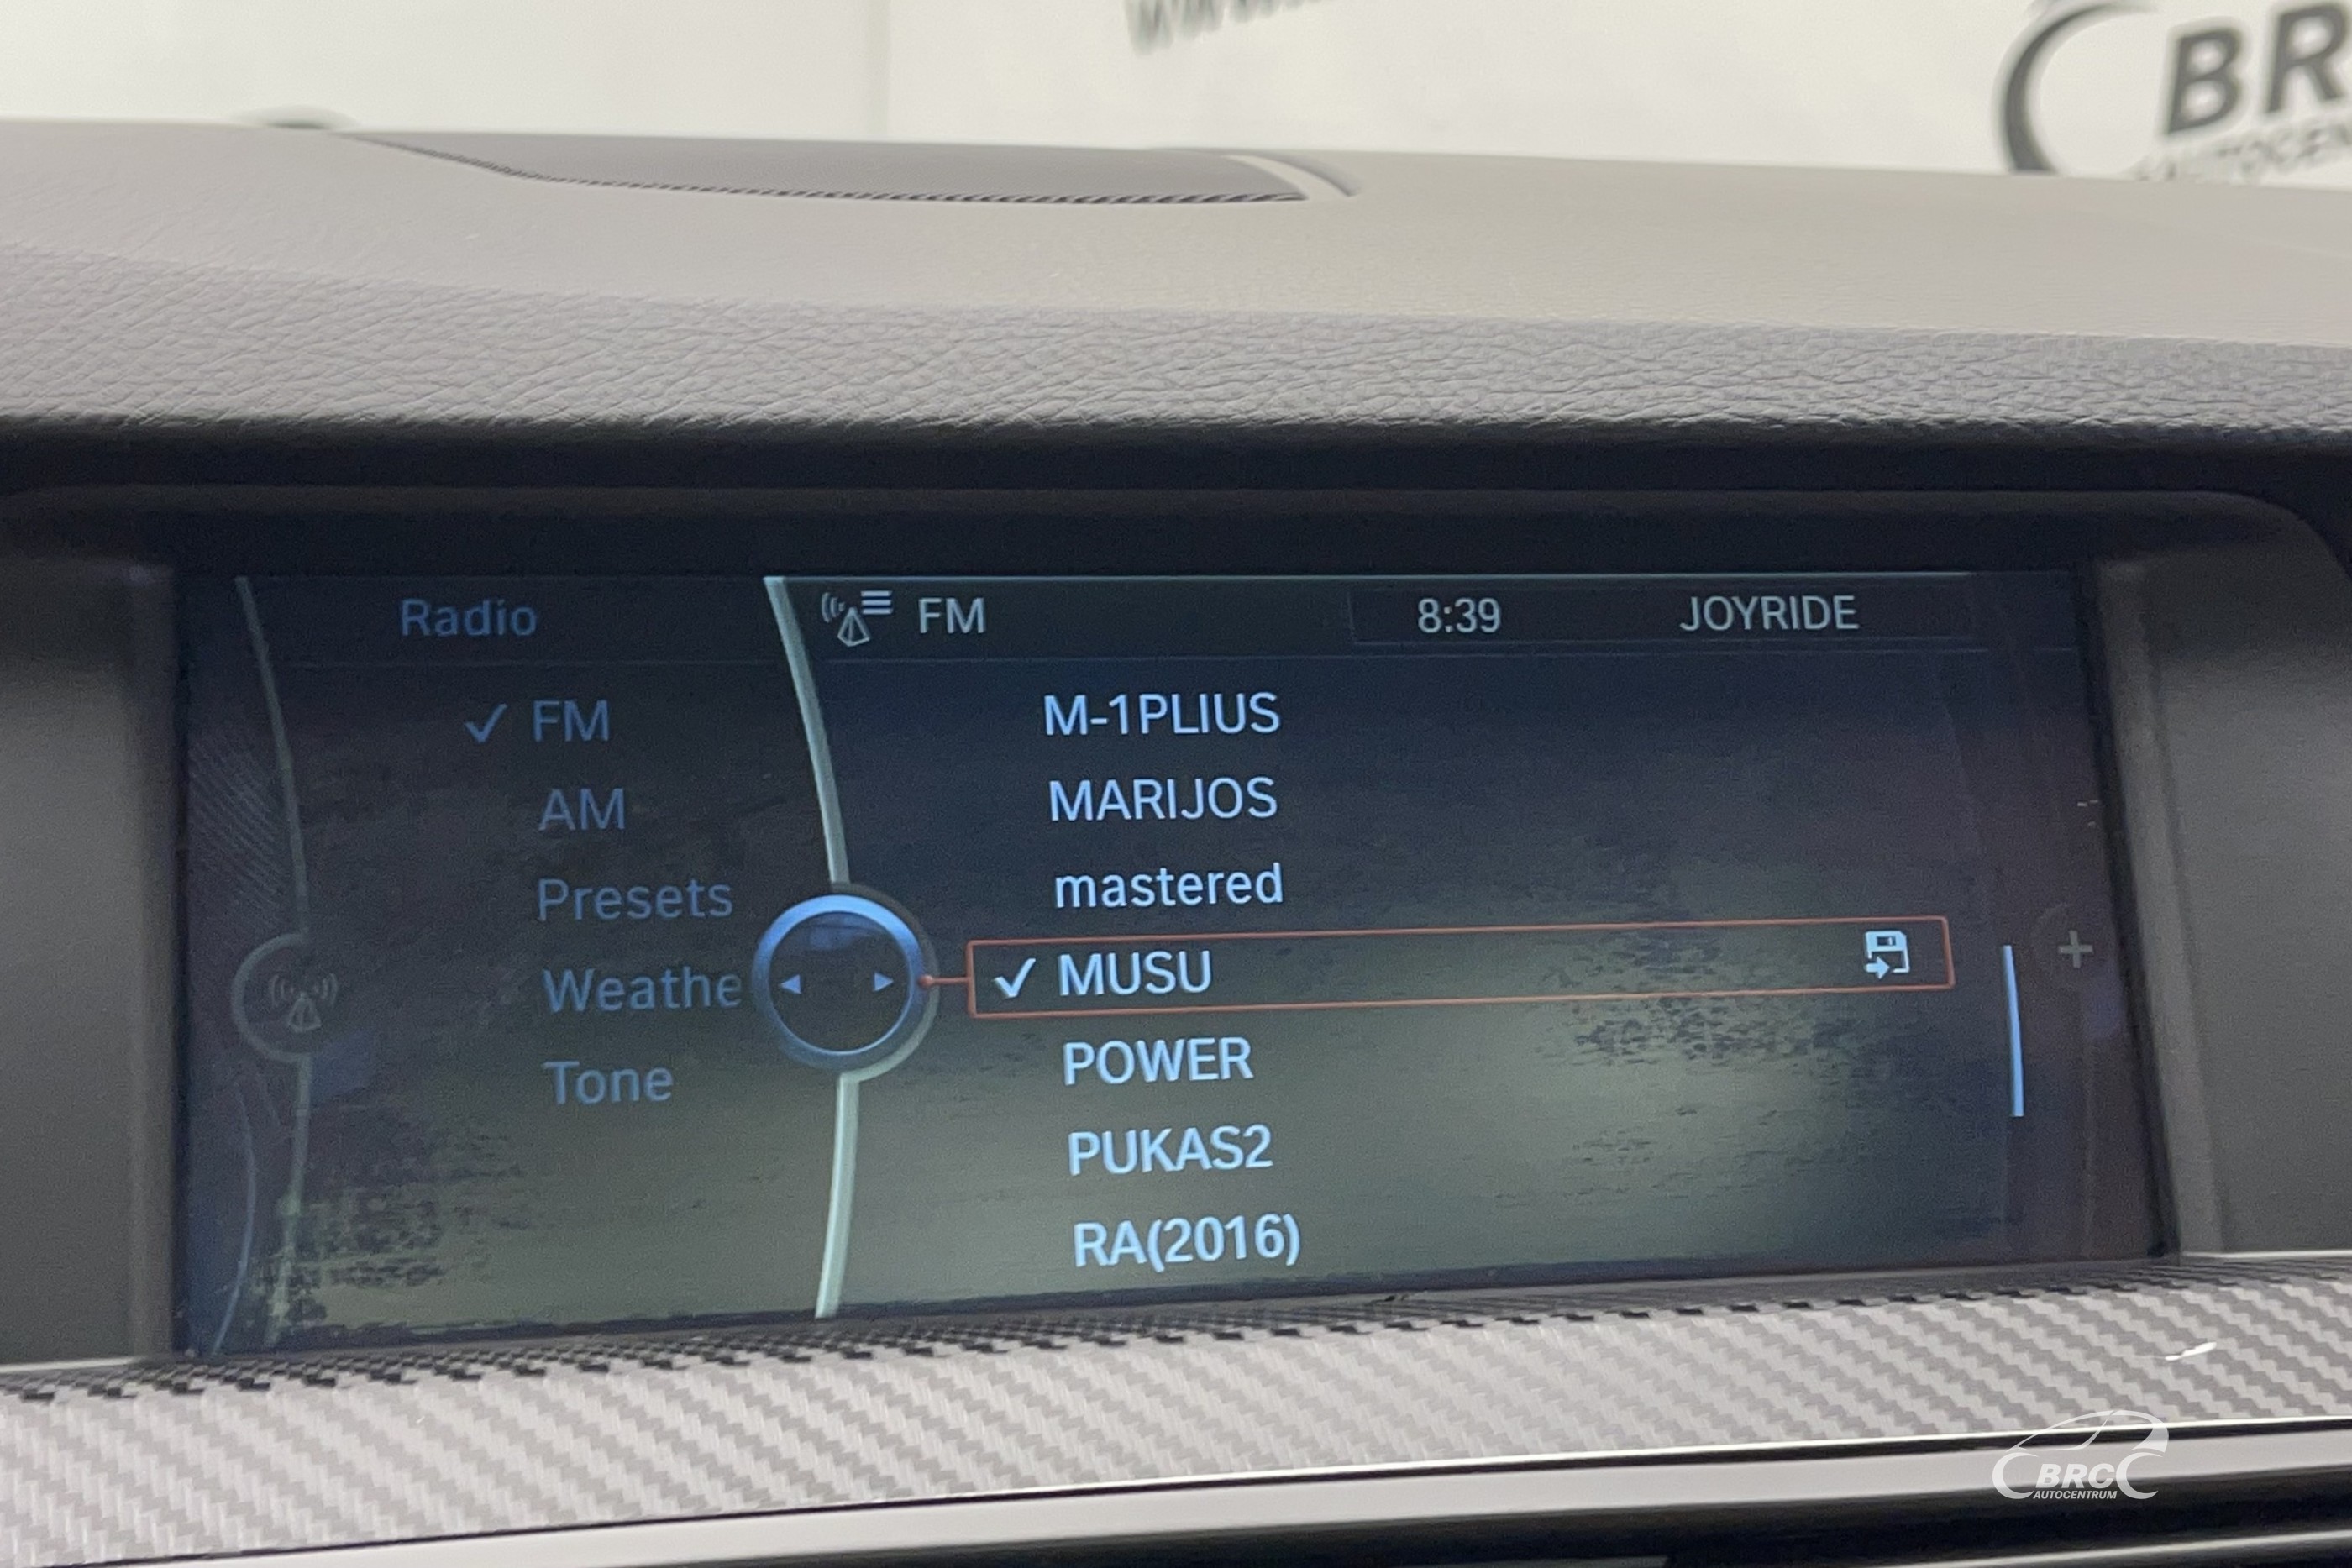 BR
Radio
FM 8:39 JOYRIDE
FM
AM
Presets
Weathe
Tone
M-1PLIUS
MARIJOS
mastered
MUSU
POWER
PUKAS2
RA(2016)
BRC
AUTOCENTRUM